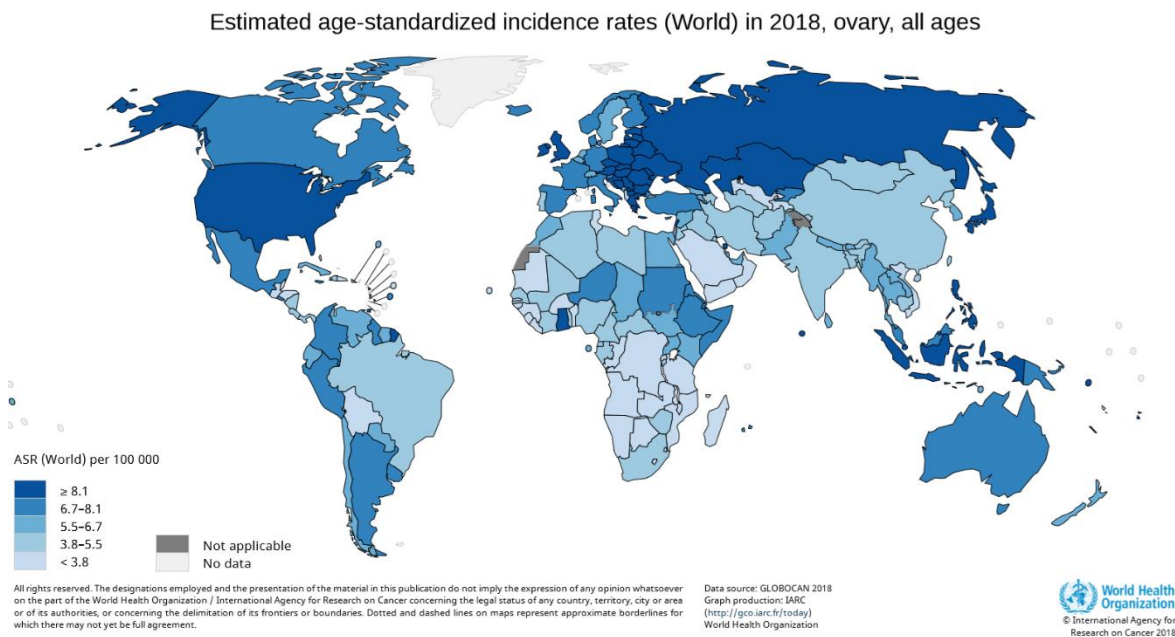 Estimated age-standardized incidence rates (World) in 2018, ovary, all ages
ASR (World) per 100 000
≥ 8.1
6.7–8.1
5.5–6.7
3.8–5.5
< 3.8
Not applicable
No data
All rights reserved. The designations employed and the presentation of the material in this publication do not imply the expression of any opinion whatsoever
on the part of the World Health Organization / International Agency for Research on Cancer concerning the legal status of any country, territory, city or area
or of its authorities, or concerning the delimitation of its frontiers or boundaries. Dotted and dashed lines on maps represent approximate borderlines for
which there may not yet be full agreement.
Data source: GLOBOCAN 2018
Graph production: IARC
(http://gco.iarc.fr/today)
World Health Organization
World Health
Organization
© International Agency for
Research on Cancer 2018